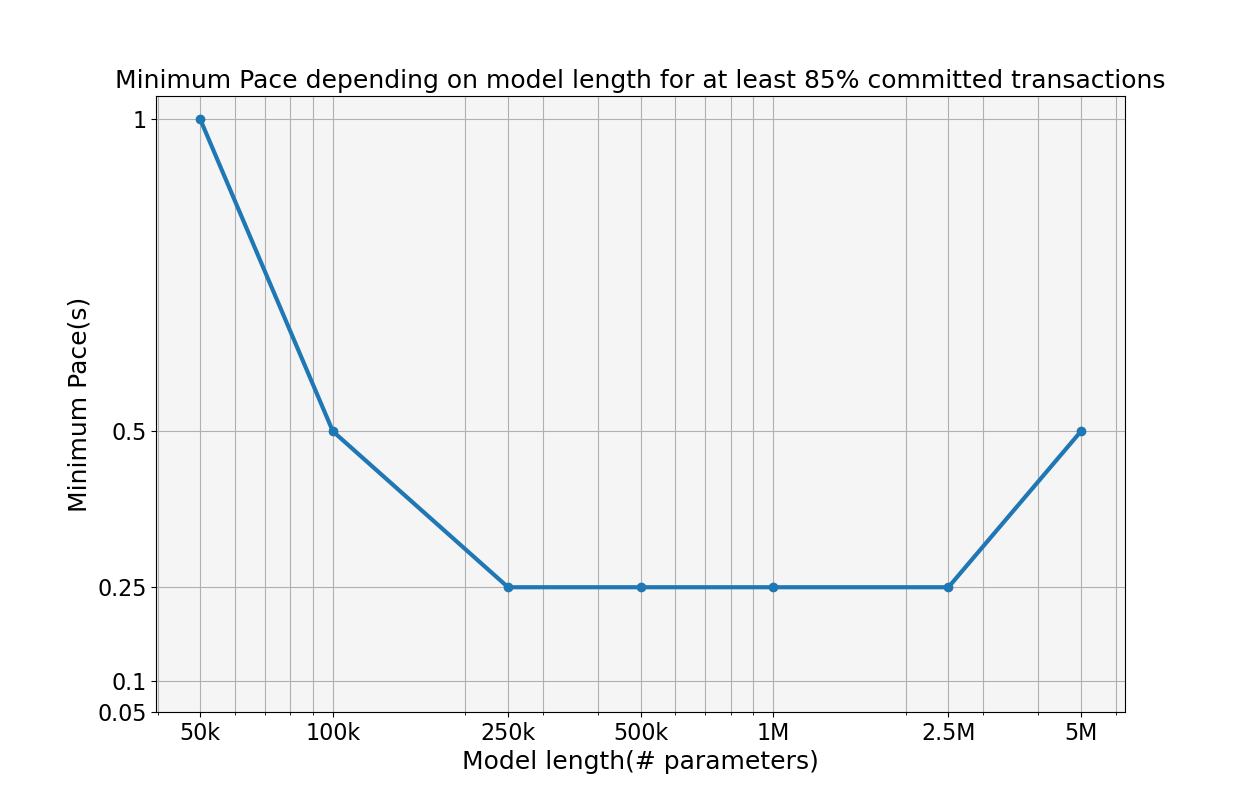 Minimum Pace depending on model length for at least 85% committed transactions
1
0.5
0.25
0.1
0.05
Minimum Pace(s)
50k 100k 250k 500k 1M 2.5M 5M
Model length(# parameters)